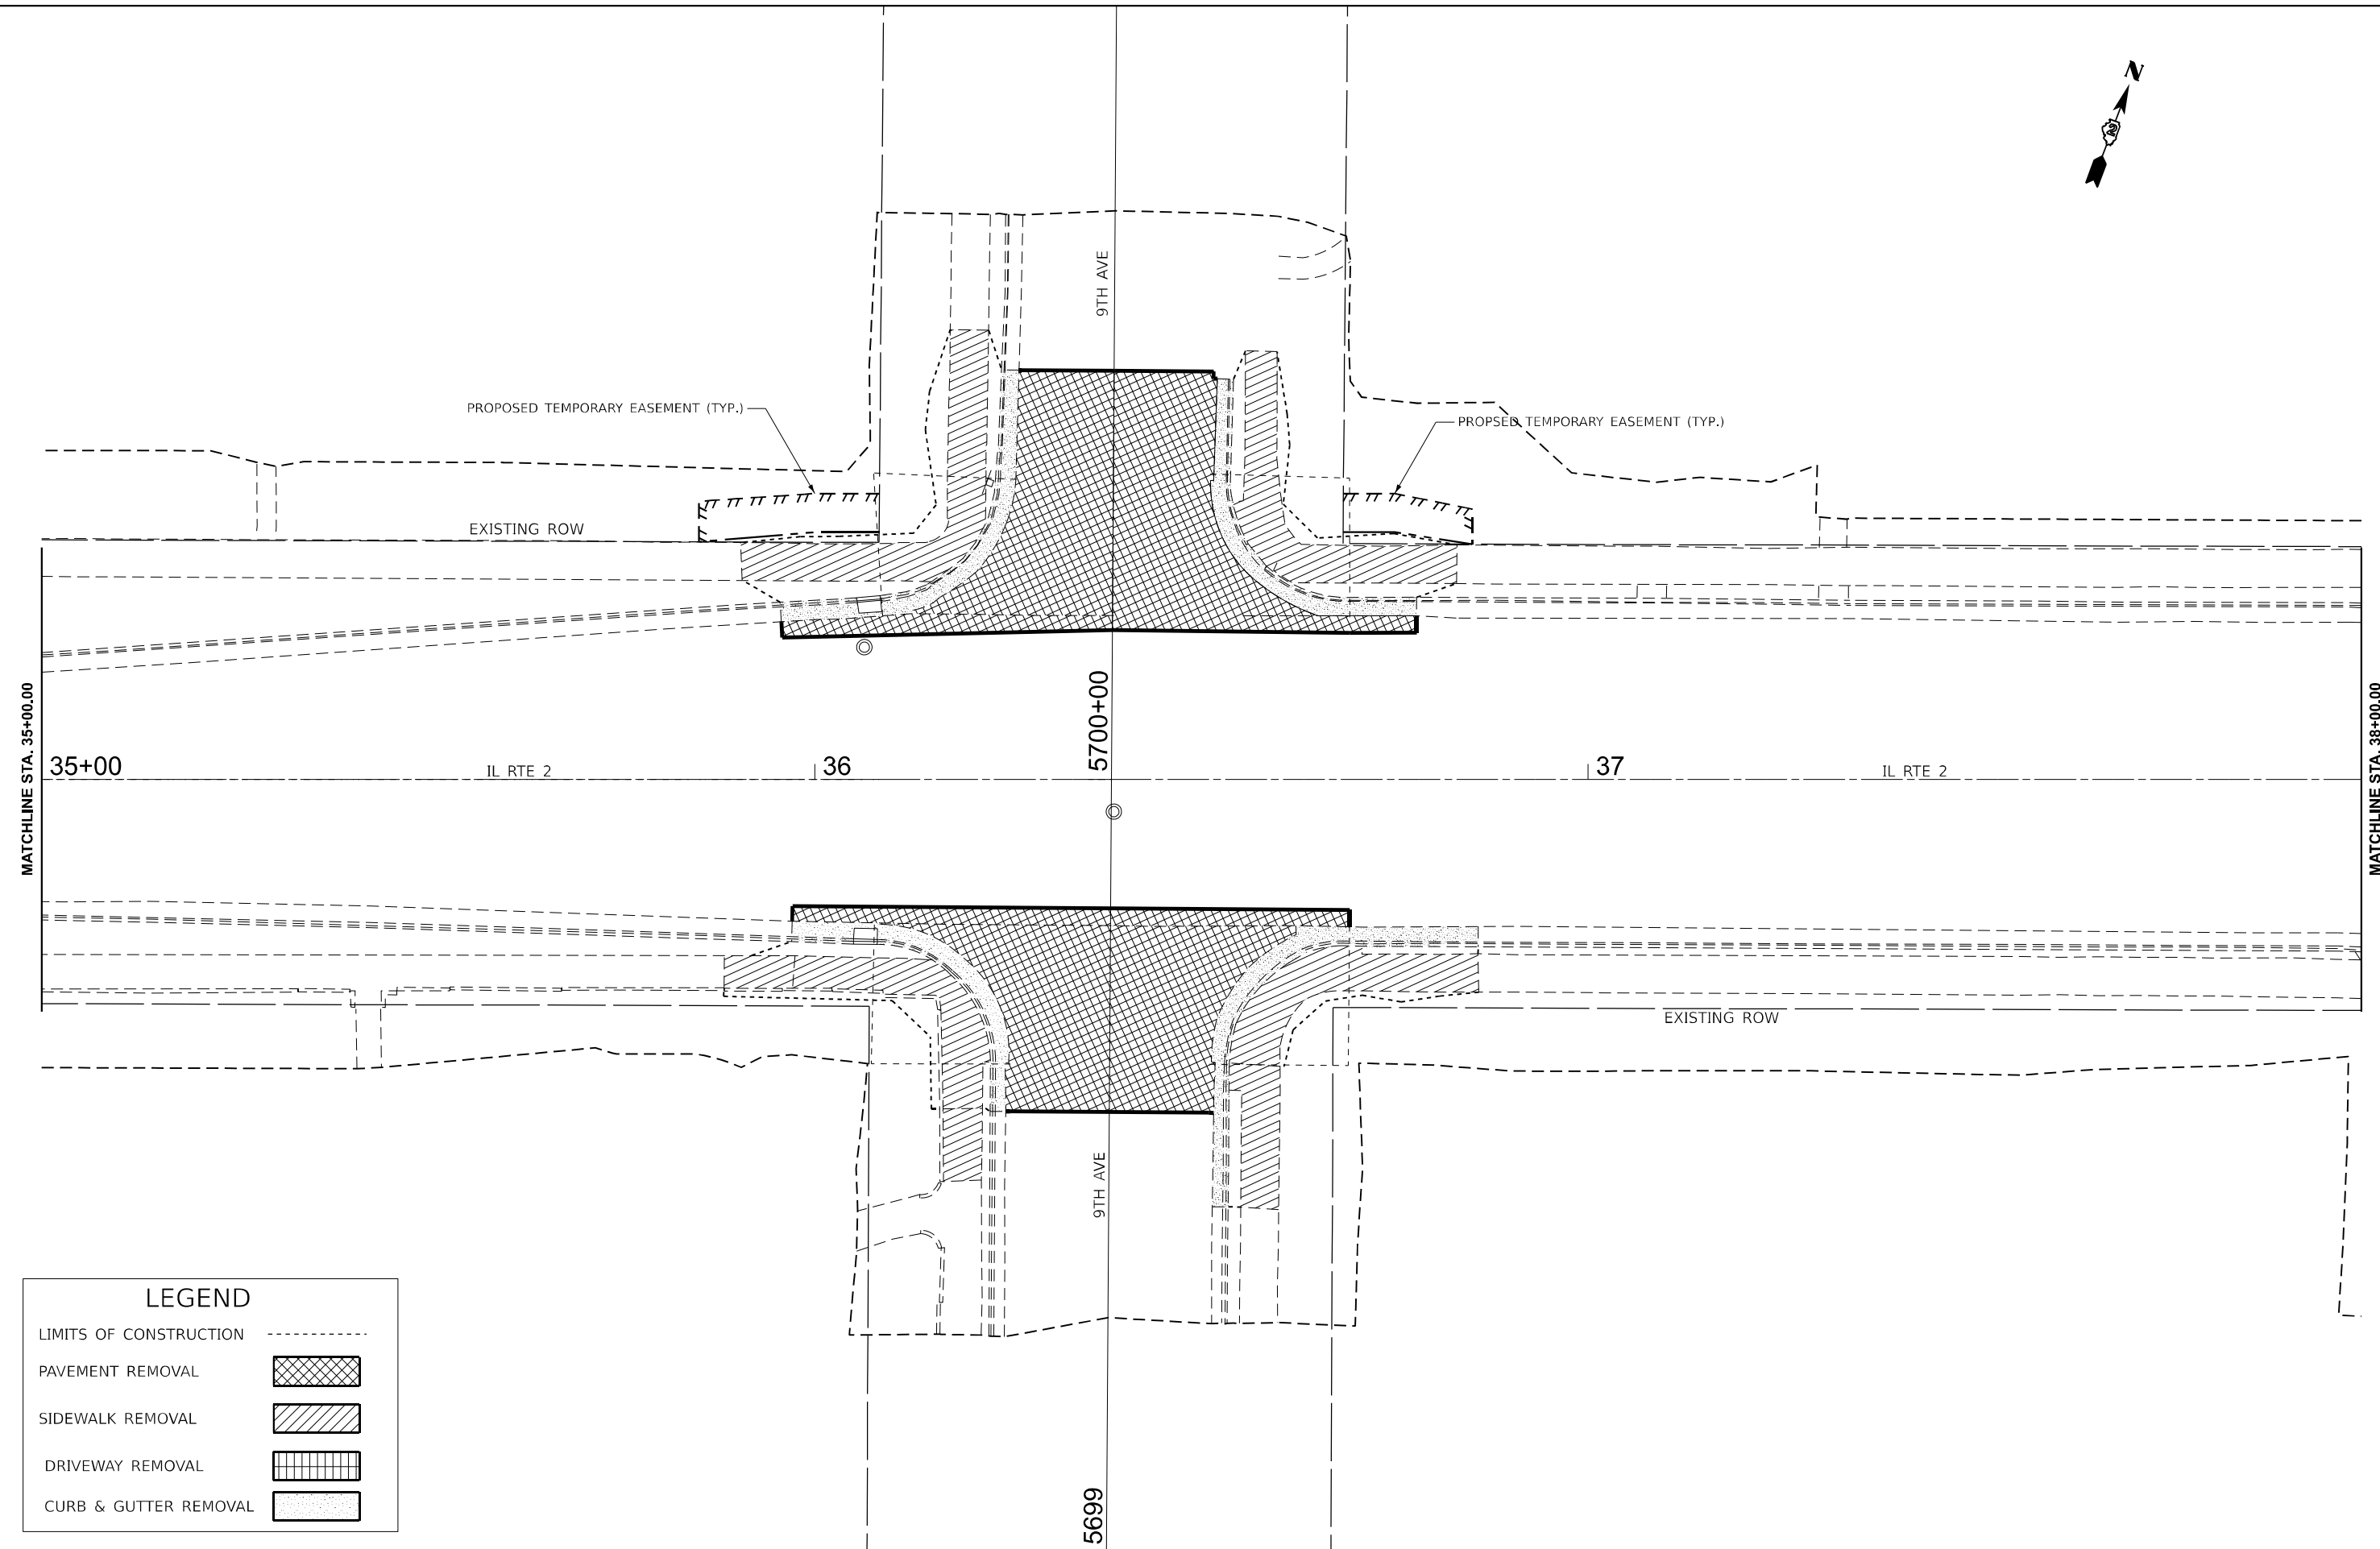 N
9TH AVE
PROPOSED TEMPORARY EASEMENT (TYP.)
PROPSED TEMPORARY EASEMENT (TYP.)
EXISTING ROW
MATCHLINE STA. 35+00.00
35+00
IL RTE 2
36
5700+00
37
IL RTE 2
MATCHLINE STA. 38+00.00
EXISTING ROW
9TH AVE
5699
LEGEND
LIMITS OF CONSTRUCTION
PAVEMENT REMOVAL
SIDEWALK REMOVAL
DRIVEWAY REMOVAL
CURB & GUTTER REMOVAL